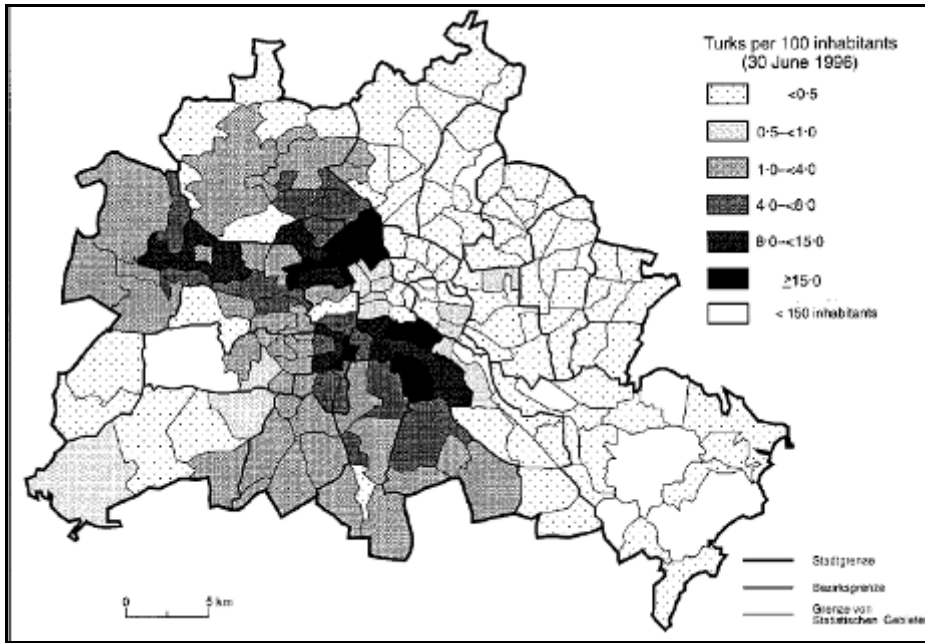 Turks per 100 inhabitants
(30 June 1996)
<0·5
0·5–<1·0
1·0–<4·0
4·0–<8·0
8·0–<15·0
≥15·0
< 150 inhabitants
0 5 km
Stadtgrenze
Bezirksgrenze
Grenze von
Statistischen Gebieten